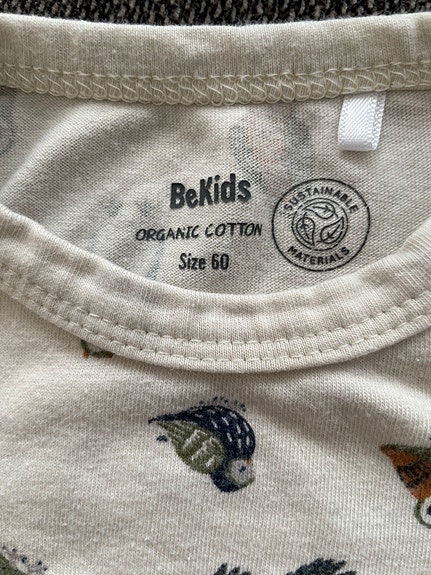 BeKids
ORGANIC COTTON
Size 60
SUSTAINABLE
MATERIALS